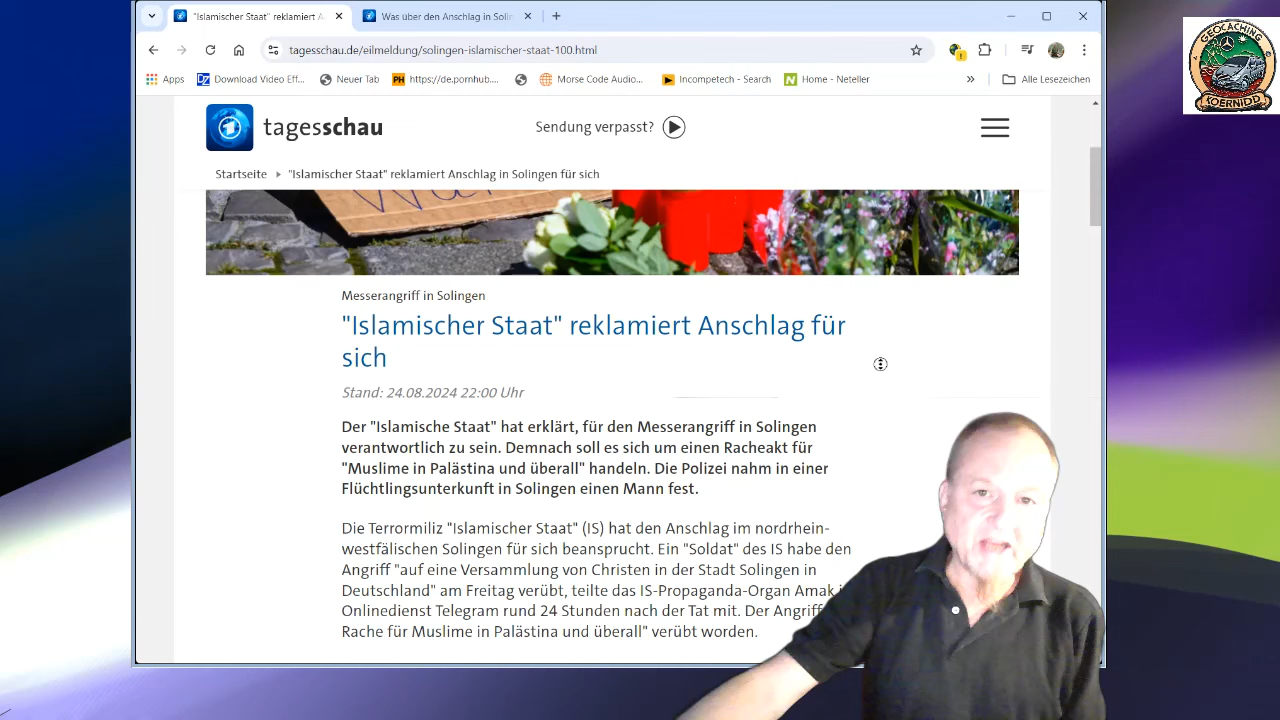 "Islamischer Staat" reklamiert A
Was über den Anschlag in Solin
tagesschau.de/eilmeldung/solingen-islamischer-staat-100.html
Apps
Download Video Eff...
Neuer Tab
PH
https://de.pornhub....
Morse Code Audio...
Incompetech - Search
Home - Neteller
»
Alle Lesezeichen
GEOCACHING
KOERNIDD
tagesschau
Sendung verpasst?
Startseite
"Islamischer Staat" reklamiert Anschlag in Solingen für sich
Messerangriff in Solingen
"Islamischer Staat" reklamiert Anschlag für
sich
Stand: 24.08.2024 22:00 Uhr
Der "Islamische Staat" hat erklärt, für den Messerangriff in Solingen
verantwortlich zu sein. Demnach soll es sich um einen Racheakt für
"Muslime in Palästina und überall" handeln. Die Polizei nahm in einer
Flüchtlingsunterkunft in Solingen einen Mann fest.
Die Terrormiliz "Islamischer Staat" (IS) hat den Anschlag im nordrhein-
westfälischen Solingen für sich beansprucht. Ein "Soldat" des IS habe den
Angriff "auf eine Versammlung von Christen in der Stadt Solingen in
Deutschland" am Freitag verübt, teilte das IS-Propaganda-Organ Amak
Onlinedienst Telegram rund 24 Stunden nach der Tat mit. Der Angriff
Rache für Muslime in Palästina und überall" verübt worden.